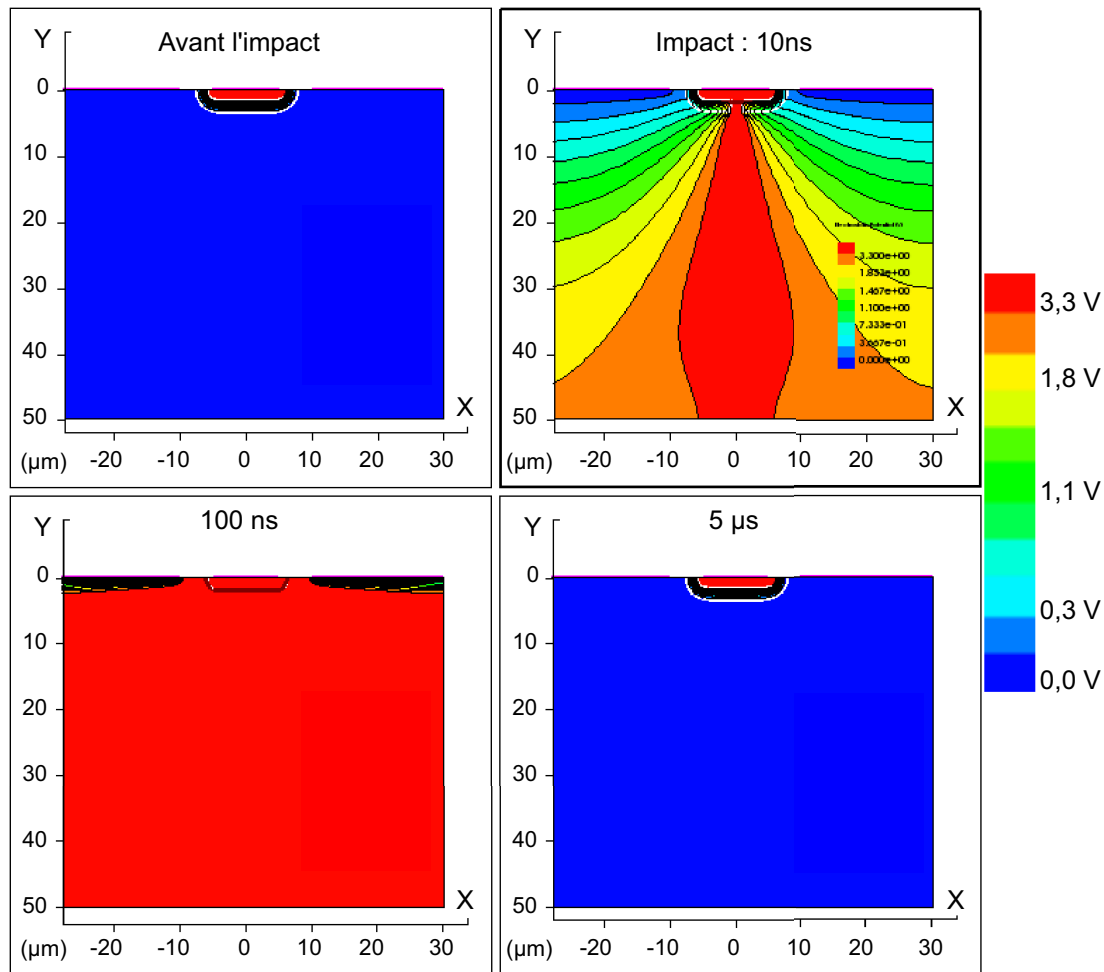 Y
Avant l'impact
0
10
20
30
40
50
X
(µm)
-20
-10
0
10
20
30
Y
Impact : 10ns
0
10
20
30
40
50
3.300e+00
1.833e+00
1.467e+00
1.100e+00
7.333e-01
3.667e-01
0.000e+00
X
(µm)
-20
-10
0
10
20
30
3,3 V
1,8 V
1,1 V
0,3 V
0,0 V
Y
100 ns
0
10
20
30
40
50
X
(µm)
-20
-10
0
10
20
30
Y
5 µs
0
10
20
30
40
50
X
(µm)
-20
-10
0
10
20
30